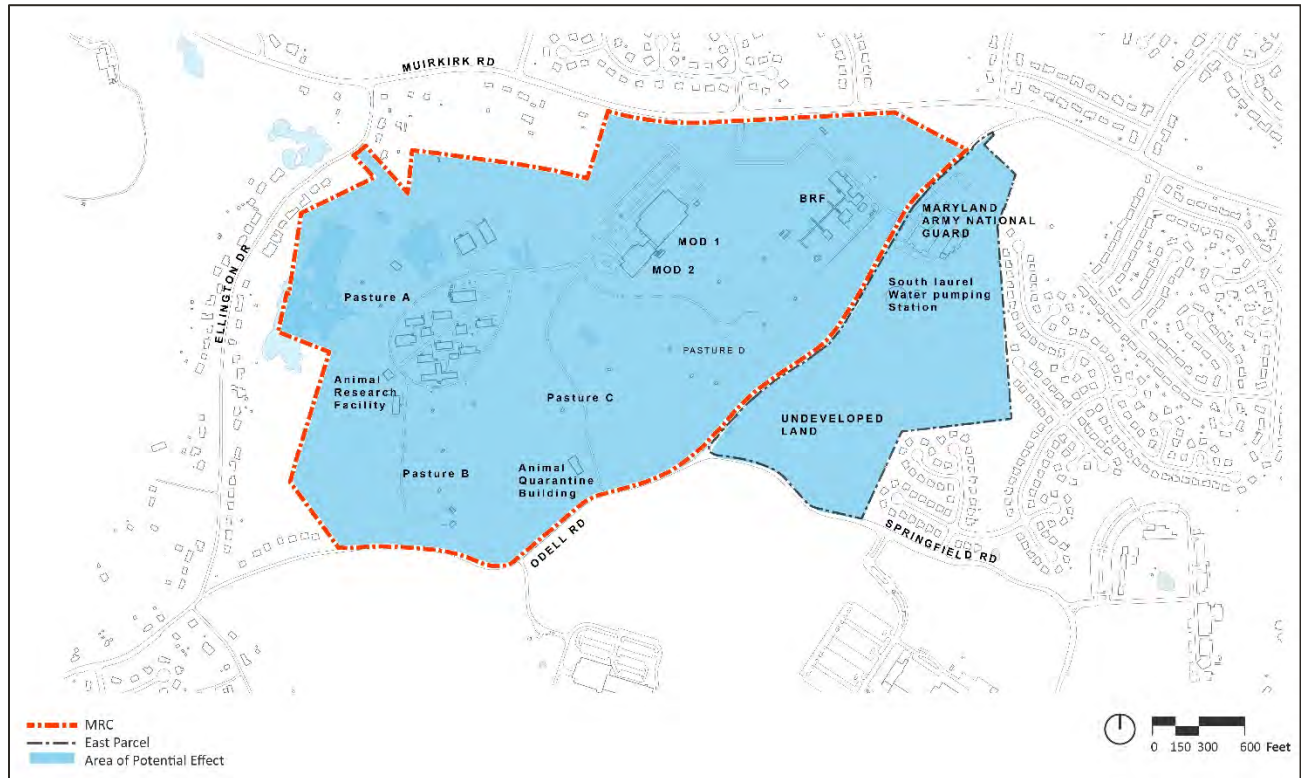 MUIRKIRK RD
ELLINGTON DR
BRF
MARYLAND
ARMY NATIONAL
GUARD
MOD 1
MOD 2
South laurel
Water pumping
Station
Pasture A
PASTURE D
Animal
Research
Facility
Pasture C
UNDEVELOPED
LAND
Pasture B
Animal
Quarantine
Building
ODELL RD
SPRINGFIELD RD
MRC
East Parcel
Area of Potential Effect
0 150 300 600 Feet